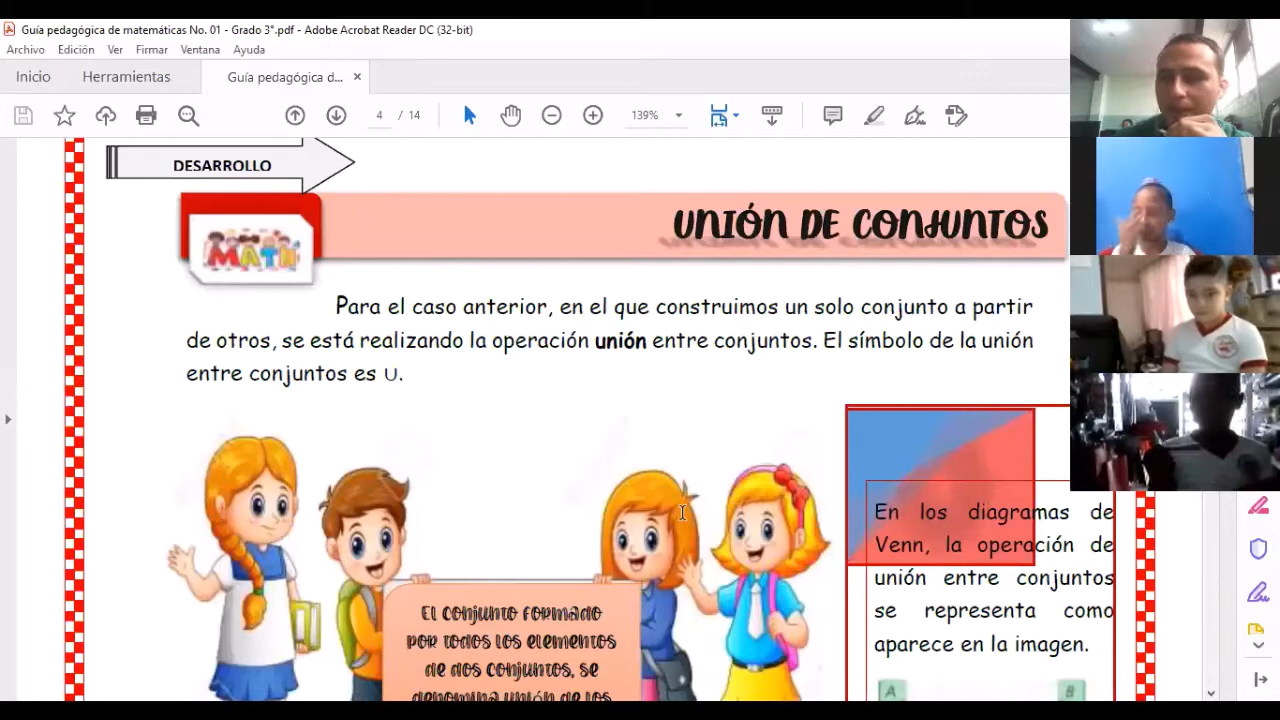 Guía pedagógica de matemáticas No. 01 - Grado 3°.pdf - Adobe Acrobat Reader DC (32-bit)
Archivo Edición Ver Firmar Ventana Ayuda
Inicio Herramientas Guía pedagógica d... ×
4 / 14 139%
DESARROLLO
MATH
UNIÓN DE CONJUNTOS
Para el caso anterior, en el que construimos un solo conjunto a partir
de otros, se está realizando la operación unión entre conjuntos. El símbolo de la unión
entre conjuntos es ∪.
El conjunto formado
por todos los elementos
de dos conjuntos, se
denomina unión de los
En los diagramas de
Venn, la operación de
unión entre conjuntos
se representa como
aparece en la imagen.
A B